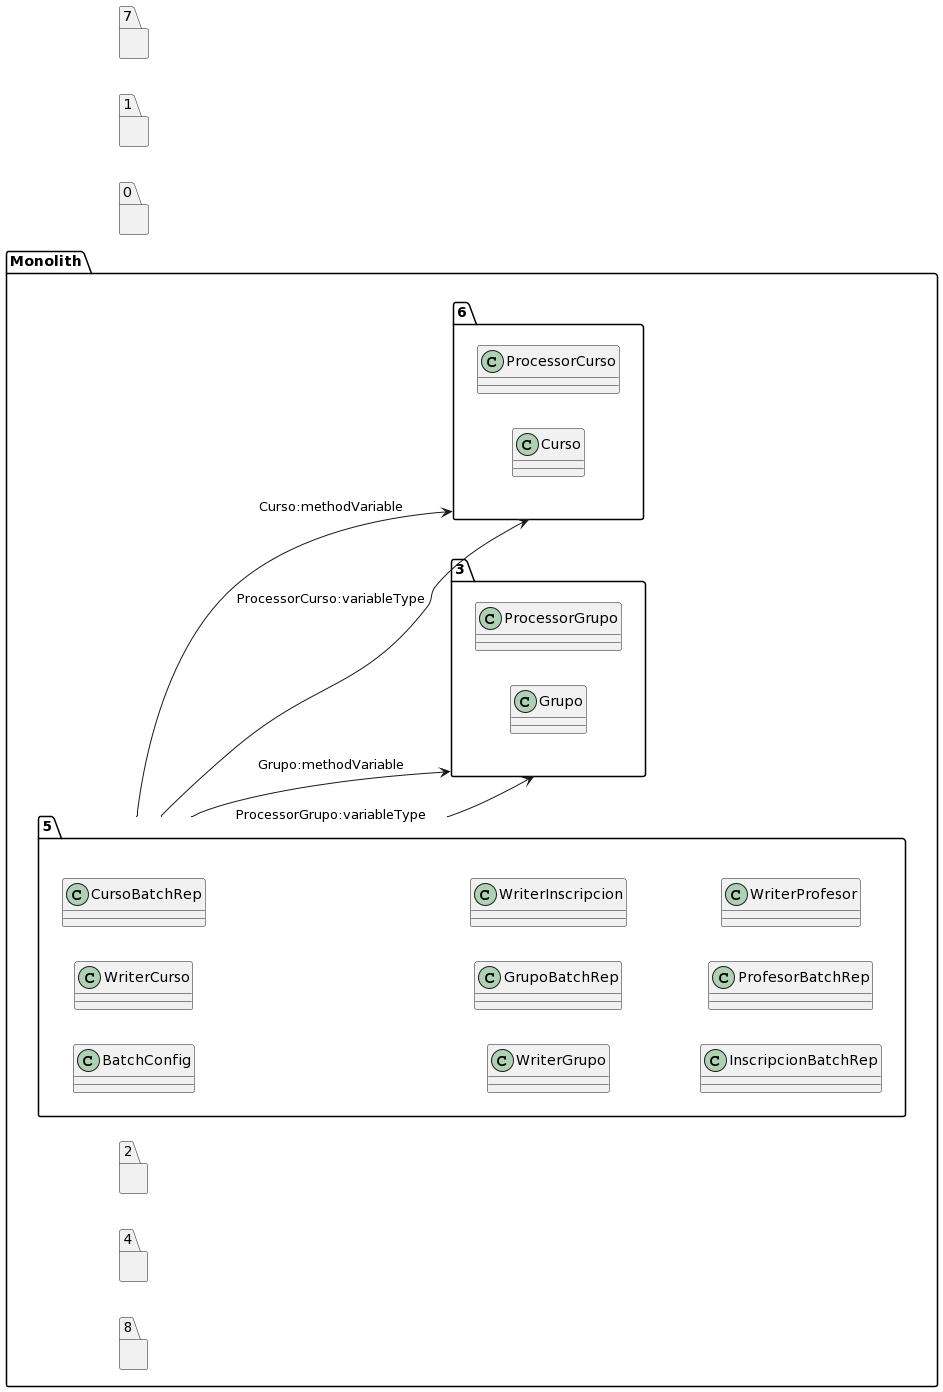 7
1
0
Monolith
6
C ProcessorCurso
C Curso
Curso:methodVariable
3
ProcessorCurso:variableType
C ProcessorGrupo
C Grupo
Grupo:methodVariable
ProcessorGrupo:variableType
5
C CursoBatchRep
C WriterInscripcion
C WriterProfesor
C WriterCurso
C GrupoBatchRep
C ProfesorBatchRep
C BatchConfig
C WriterGrupo
C InscripcionBatchRep
2
4
8